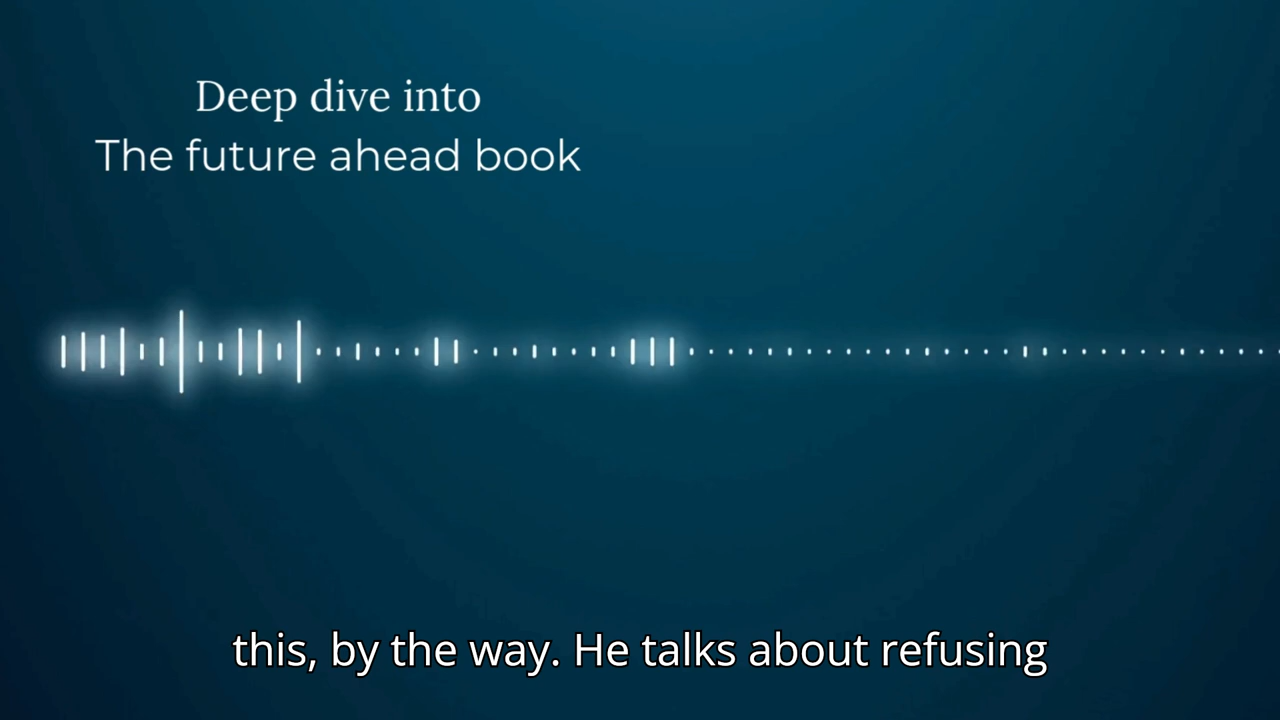 Deep dive into
The future ahead book
this, by the way. He talks about refusing